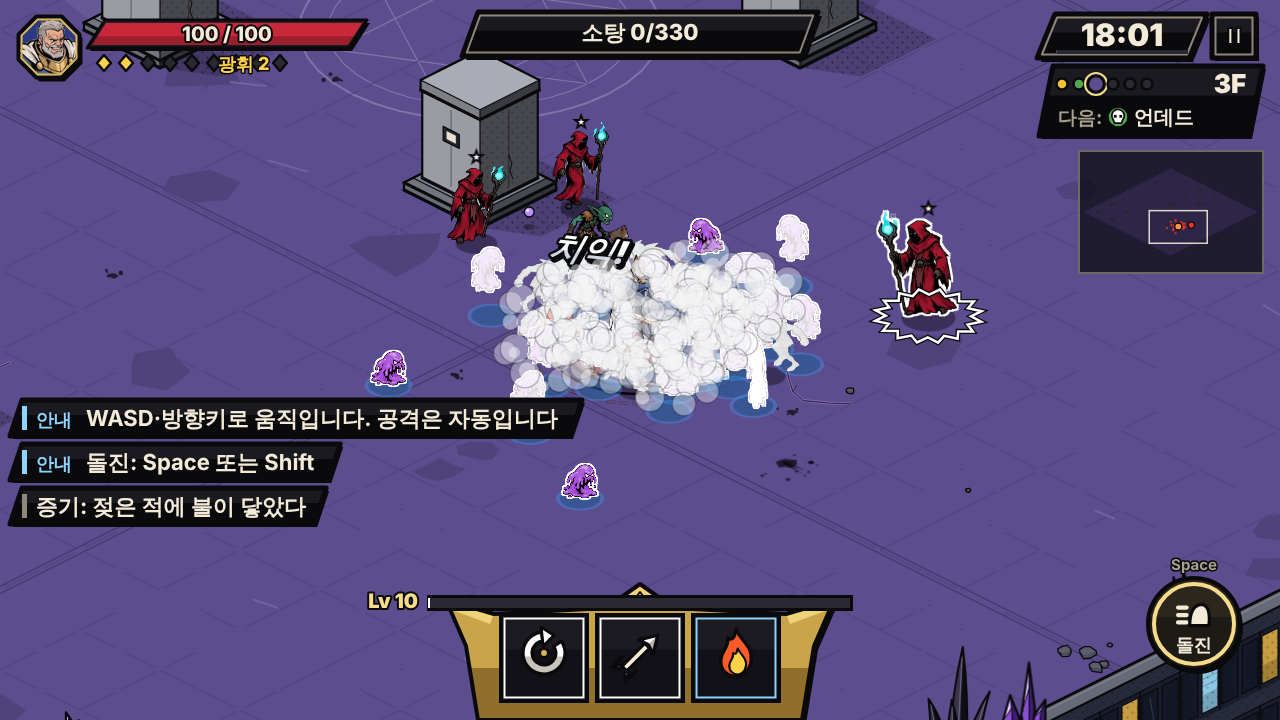 100 / 100
광휘 2
소탕 0/330
18:01
3F
다음: 언데드
치익!
안내 WASD·방향키로 움직입니다. 공격은 자동입니다
안내 돌진: Space 또는 Shift
증기: 젖은 적에 불이 닿았다
Lv 10
Space
돌진